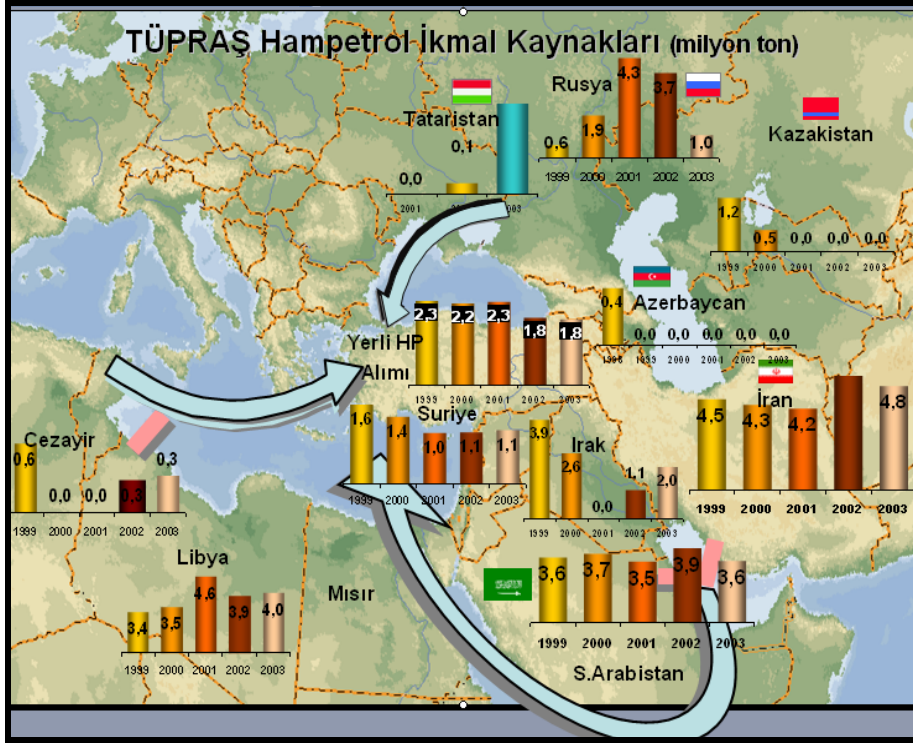 TÜPRAŞ Hampetrol İkmal Kaynakları (milyon ton)
Tataristan
0,0 0,1
2001 2003
Rusya
0,6 1,9 4,3 3,7 1,0
1999 2000 2001 2002 2003
Kazakistan
1,2 0,5 0,0 0,0 0,0
1999 2000 2001 2002 2003
Azerbaycan
0,4 0,0 0,0 0,0 0,0 0,0
1998 1999 2000 2001 2002 2003
Yerli HP
Alımı
2,3 2,2 2,3 1,8 1,8
1999 2000 2001 2002 2003
İran
4,5 4,3 4,2 4,8
1999 2000 2001 2002 2003
Suriye
1,6 1,4 1,0 1,1 1,1
1999 2000 2001 2002 2003
Irak
3,9 2,6 0,0 1,1 2,0
1999 2000 2001 2002 2003
Cezayir
0,6 0,0 0,0 0,3 0,3
1999 2000 2001 2002 2003
Libya
3,4 3,5 4,6 3,9 4,0
1999 2000 2001 2002 2003
Mısır
3,6 3,7 3,5 3,9 3,6
1999 2000 2001 2002 2003
S.Arabistan